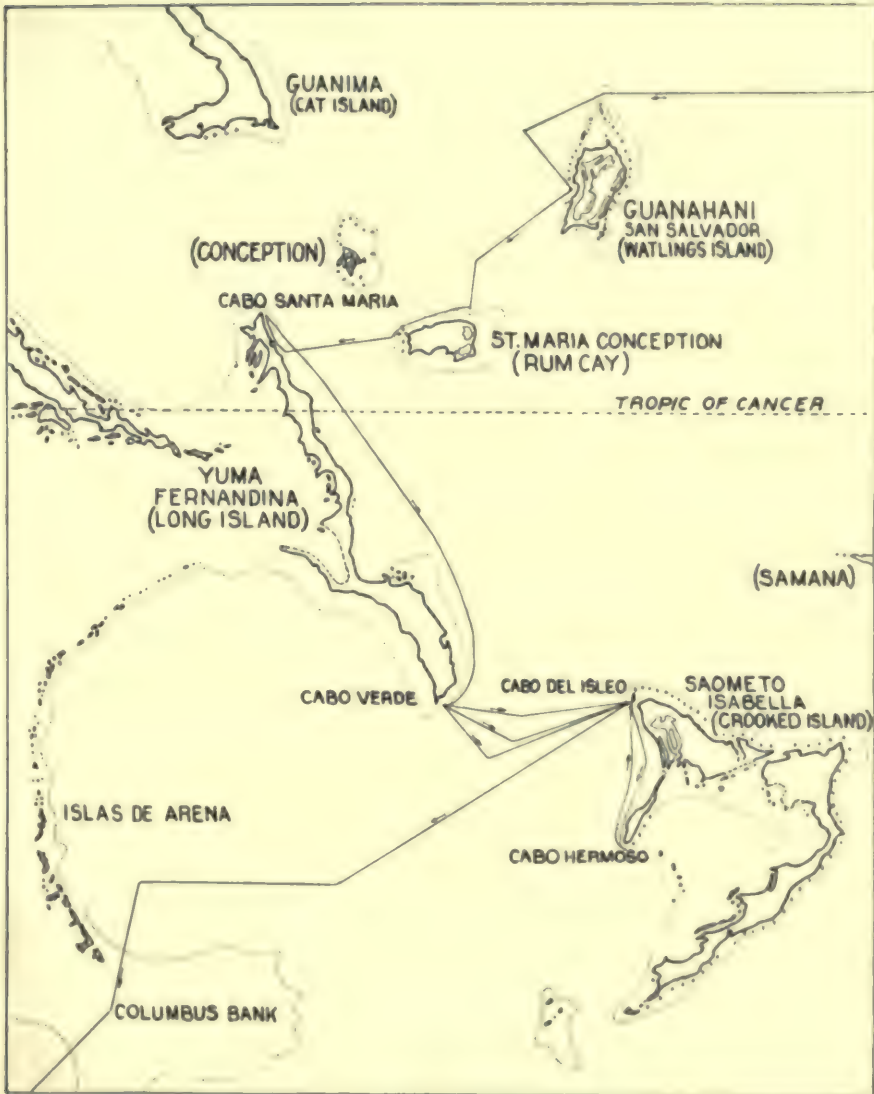 GUANIMA
(CAT ISLAND)
GUANAHANI
SAN SALVADOR
(WATLINGS ISLAND)
(CONCEPTION)
CABO SANTA MARIA
ST. MARIA CONCEPTION
(RUM CAY)
TROPIC OF CANCER
YUMA
FERNANDINA
(LONG ISLAND)
(SAMANA)
CABO VERDE
CABO DEL ISLEO
SAOMETO
ISABELLA
(CROOKED ISLAND)
ISLAS DE ARENA
CABO HERMOSO
COLUMBUS BANK